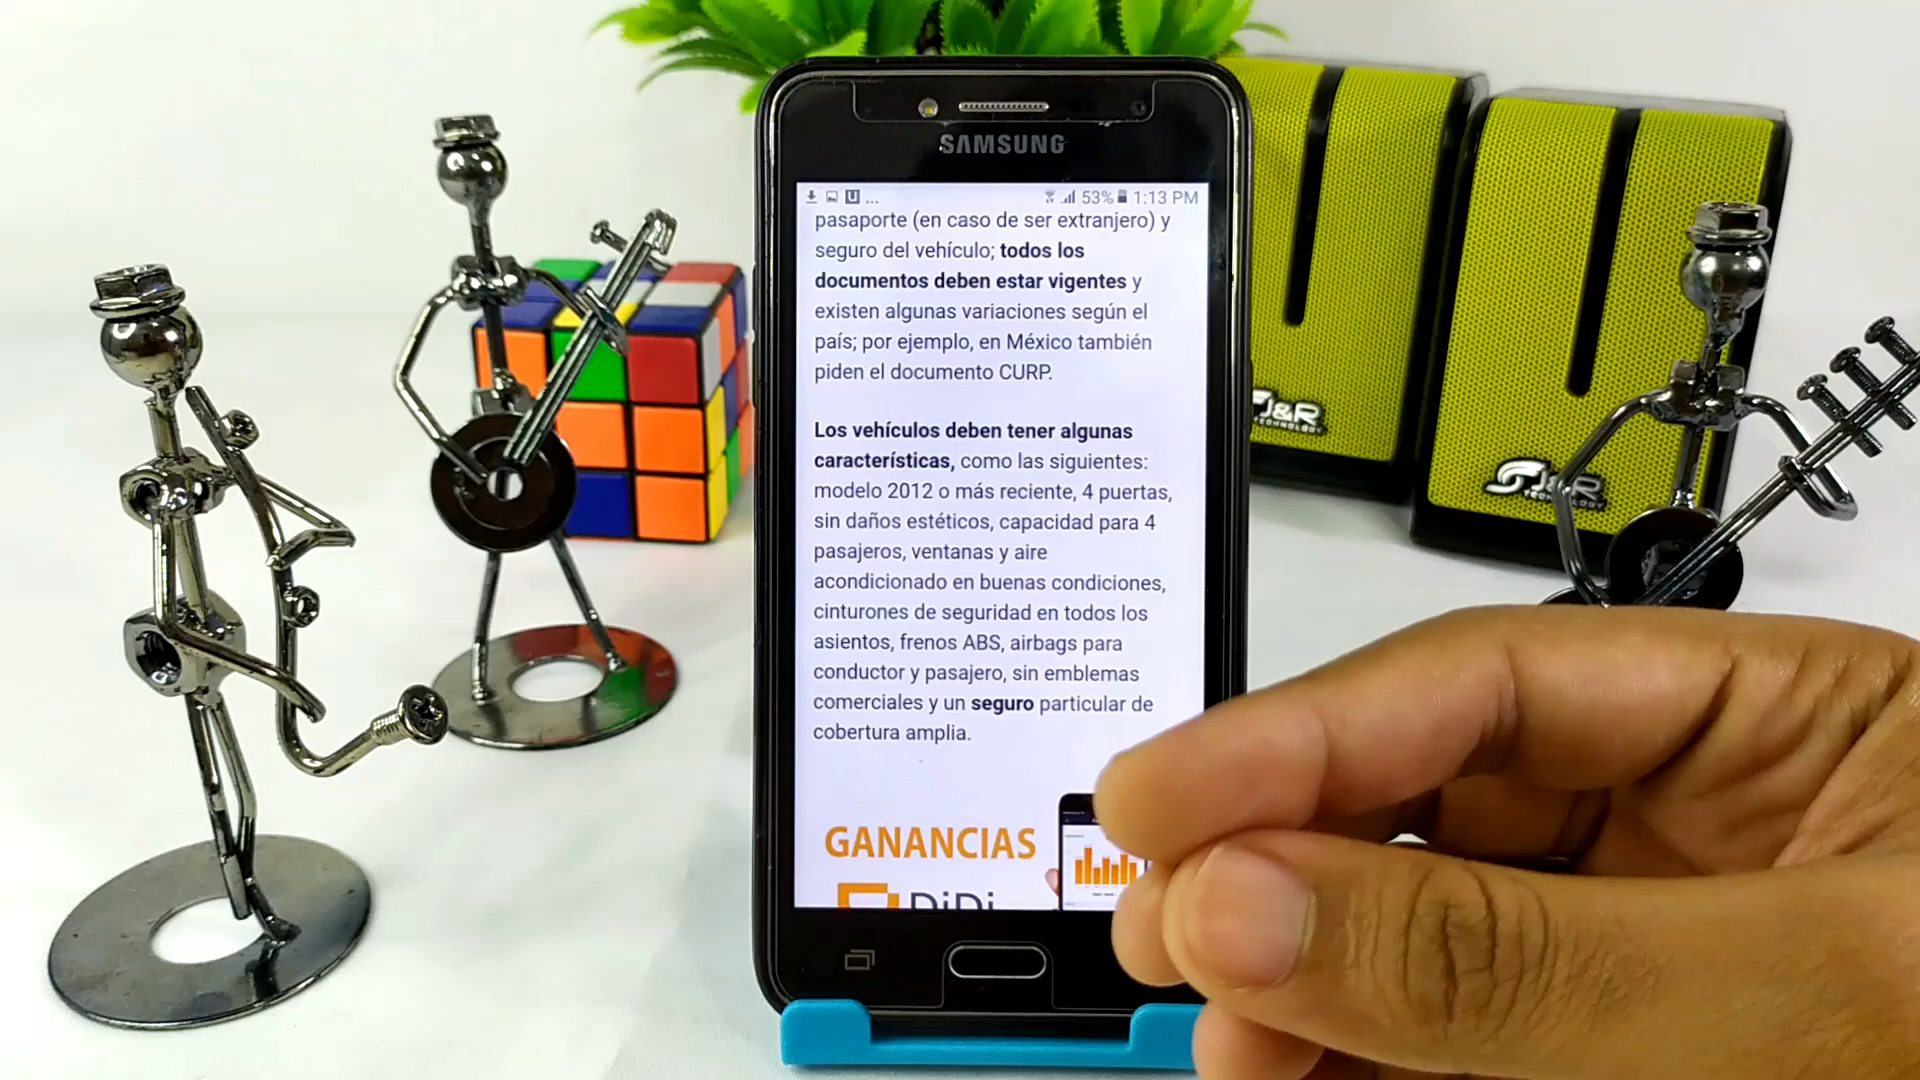 SAMSUNG
U ... 53% 1:13 PM
pasaporte (en caso de ser extranjero) y
seguro del vehículo; todos los
documentos deben estar vigentes y
existen algunas variaciones según el
país; por ejemplo, en México también
piden el documento CURP.
Los vehículos deben tener algunas
características, como las siguientes:
modelo 2012 o más reciente, 4 puertas,
sin daños estéticos, capacidad para 4
pasajeros, ventanas y aire
acondicionado en buenas condiciones,
cinturones de seguridad en todos los
asientos, frenos ABS, airbags para
conductor y pasajero, sin emblemas
comerciales y un seguro particular de
cobertura amplia.
GANANCIAS
DiDi
J&R
TECHNOLOGY
J&R
TECHNOLOGY